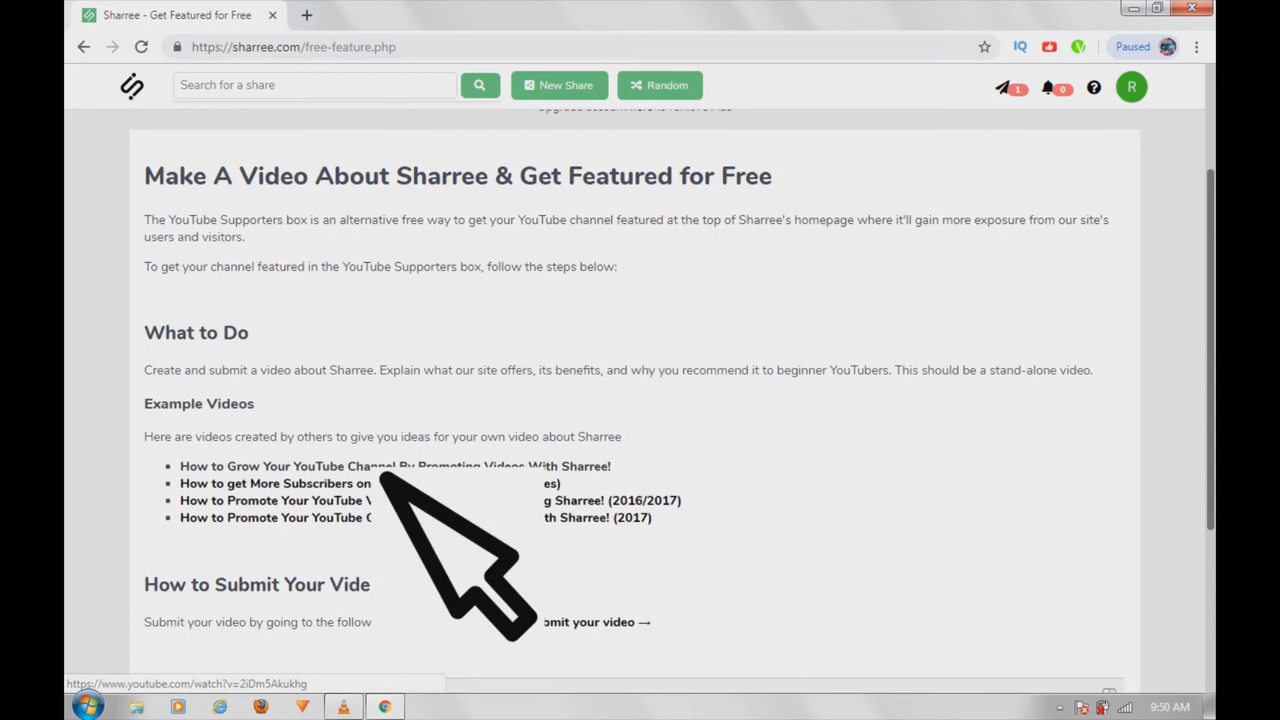 Sharree - Get Featured for Free
https://sharree.com/free-feature.php
IQ
Paused
Search for a share
New Share
Random
1
0
R
Make A Video About Sharree & Get Featured for Free
The YouTube Supporters box is an alternative free way to get your YouTube channel featured at the top of Sharree's homepage where it'll gain more exposure from our site's
users and visitors.
To get your channel featured in the YouTube Supporters box, follow the steps below:
What to Do
Create and submit a video about Sharree. Explain what our site offers, its benefits, and why you recommend it to beginner YouTubers. This should be a stand-alone video.
Example Videos
Here are videos created by others to give you ideas for your own video about Sharree
How to Grow Your YouTube Channel By Promoting Videos With Sharree!
How to get More Subscribers on es)
How to Promote Your YouTube V g Sharree! (2016/2017)
How to Promote Your YouTube C th Sharree! (2017)
How to Submit Your Vide
Submit your video by going to the follow bmit your video →
https://www.youtube.com/watch?v=2iDm5Akukhg
9:50 AM